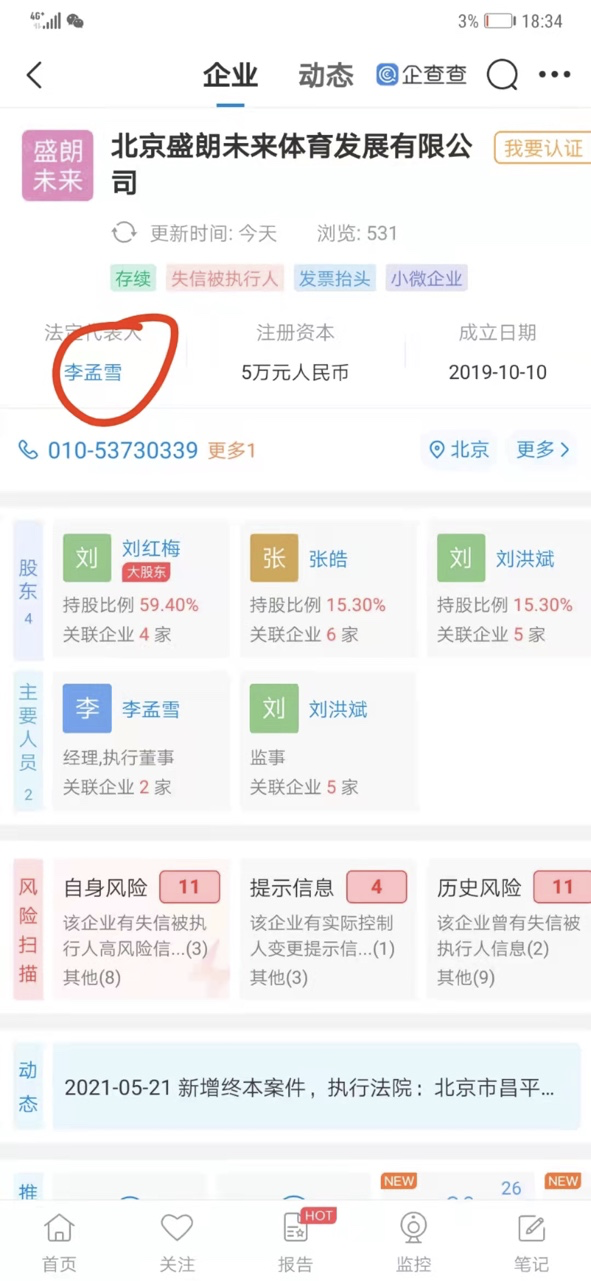 4G+
3% 18:34
企业 动态 企查查
盛朗
未来
北京盛朗未来体育发展有限公
司
我要认证
更新时间: 今天 浏览: 531
存续 失信被执行人 发票抬头 小微企业
法定代表人 注册资本 成立日期
李孟雪 5万元人民币 2019-10-10
010-53730339 更多1 北京 更多
股东
4
刘 刘红梅
大股东
持股比例 59.40%
关联企业 4 家
张 张皓
持股比例 15.30%
关联企业 6 家
刘 刘洪斌
持股比例 15.30%
关联企业 5 家
主要人员
2
李 李孟雪
经理,执行董事
关联企业 2 家
刘 刘洪斌
监事
关联企业 5 家
风险扫描
自身风险 11
该企业有失信被执
行人高风险信...(3)
其他(8)
提示信息 4
该企业有实际控制
人变更提示信...(1)
其他(3)
历史风险 11
该企业曾有失信被
执行人信息(2)
其他(9)
动态
2021-05-21 新增终本案件，执行法院：北京市昌平...
推
NEW
26
NEW
首页 关注 HOT 报告 监控 笔记